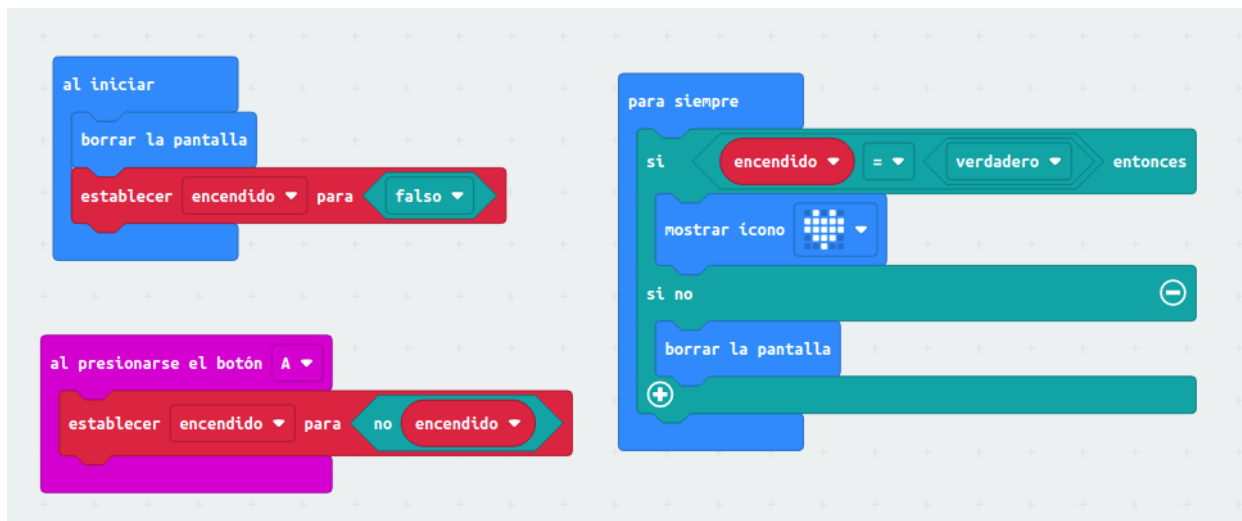 al iniciar
borrar la pantalla
establecer encendido para falso
al presionarse el botón A
establecer encendido para no encendido
para siempre
si encendido = verdadero entonces
mostrar ícono
si no
borrar la pantalla